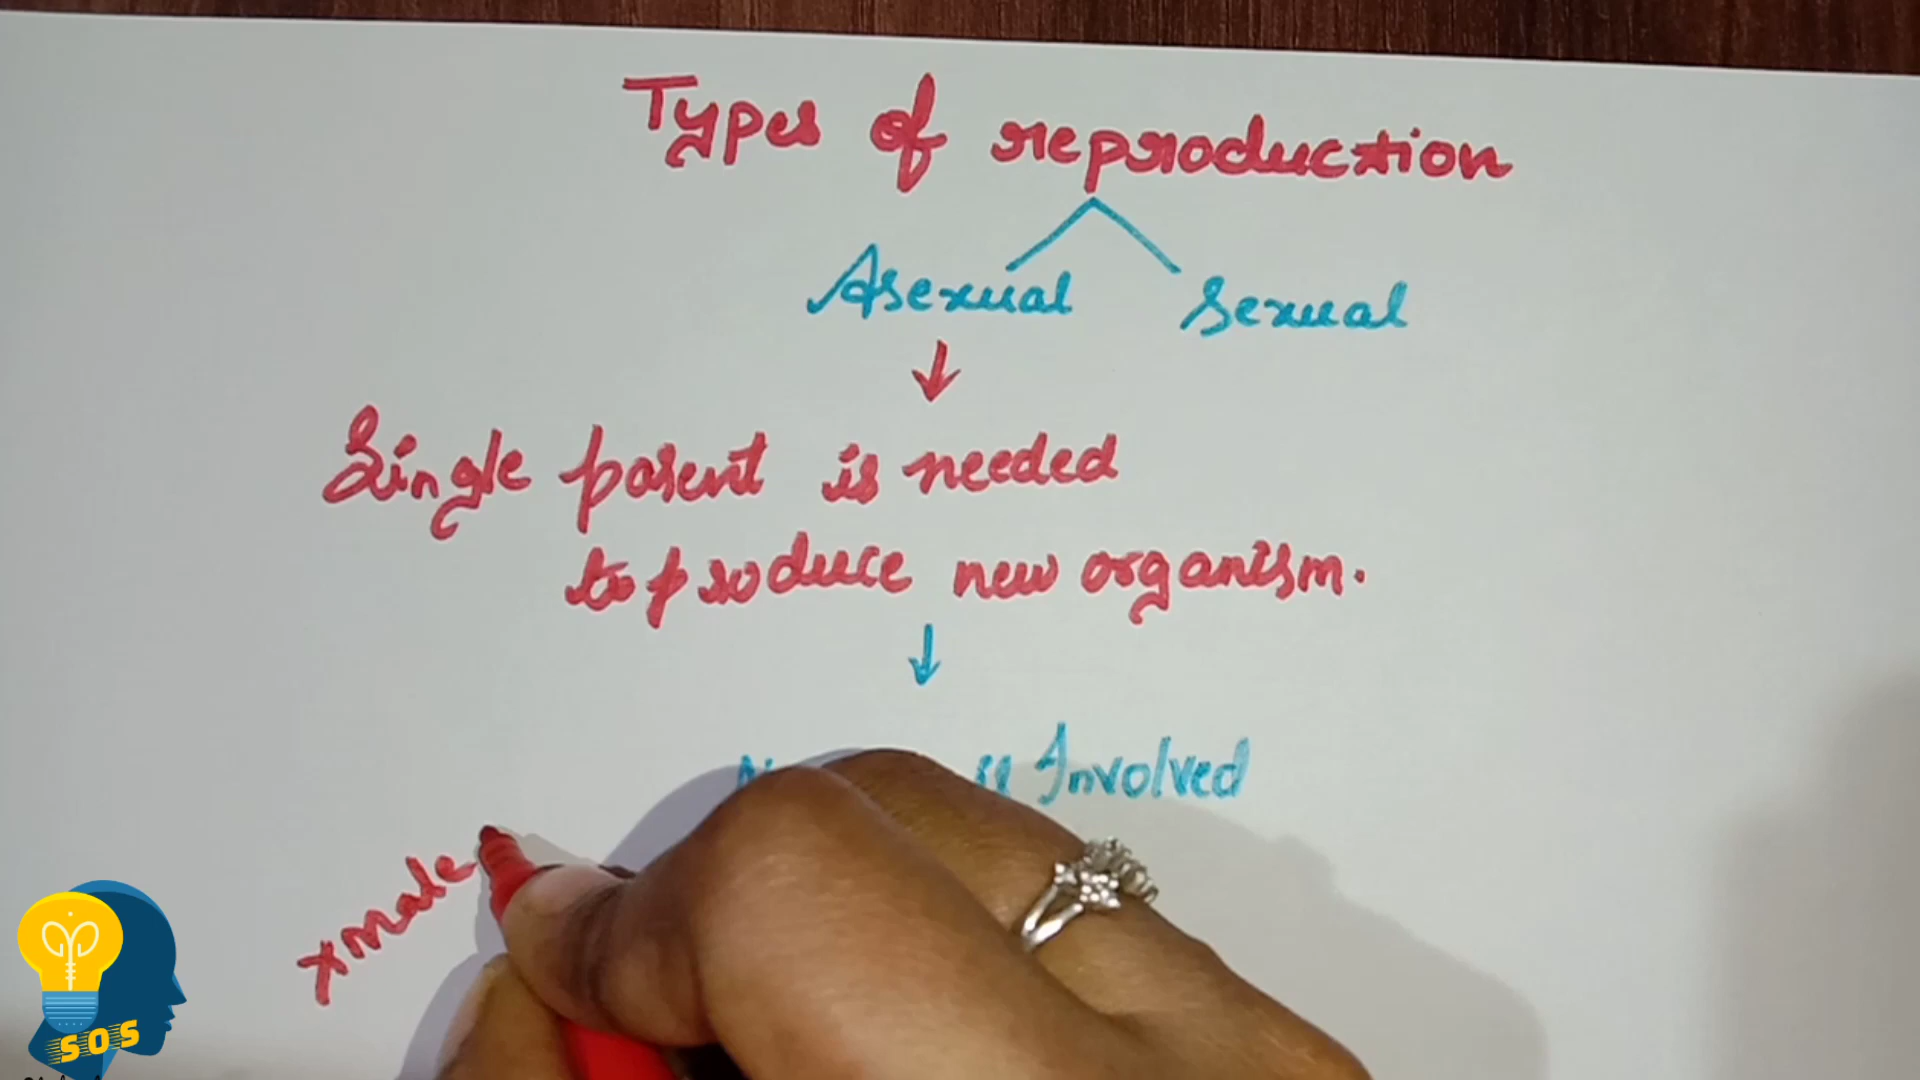 Types of reproduction
Asexual Sexual
Single parent is needed
to produce new organism.
Involved
x male
SOS